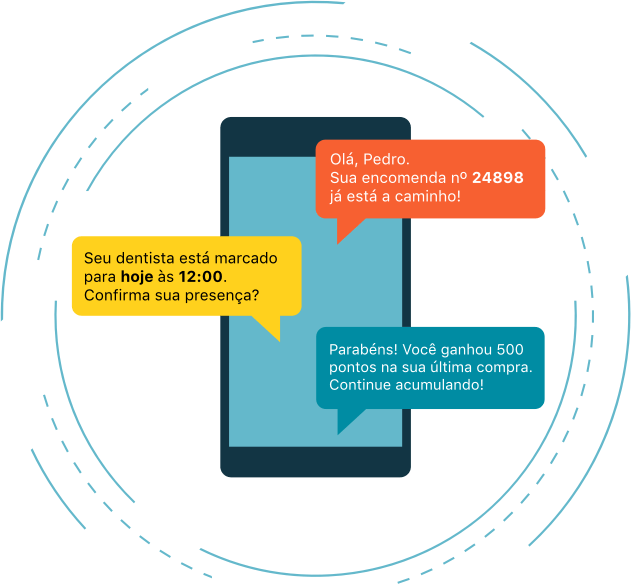 Olá, Pedro.
Sua encomenda nº 24898
já está a caminho!
Seu dentista está marcado
para hoje às 12:00.
Confirma sua presença?
Parabéns! Você ganhou 500
pontos na sua última compra.
Continue acumulando!